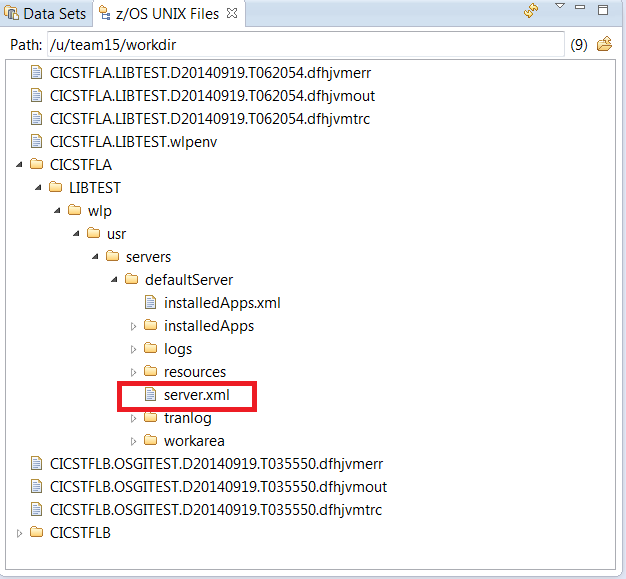 Data Sets z/OS UNIX Files
Path: /u/team15/workdir (9)
CICSTFLA.LIBTEST.D20140919.T062054.dfhjvmerr
CICSTFLA.LIBTEST.D20140919.T062054.dfhjvmout
CICSTFLA.LIBTEST.D20140919.T062054.dfhjvmtrc
CICSTFLA.LIBTEST.wlpenv
CICSTFLA
LIBTEST
wlp
usr
servers
defaultServer
installedApps.xml
installedApps
logs
resources
server.xml
tranlog
workarea
CICSTFLB.OSGITEST.D20140919.T035550.dfhjvmerr
CICSTFLB.OSGITEST.D20140919.T035550.dfhjvmout
CICSTFLB.OSGITEST.D20140919.T035550.dfhjvmtrc
CICSTFLB